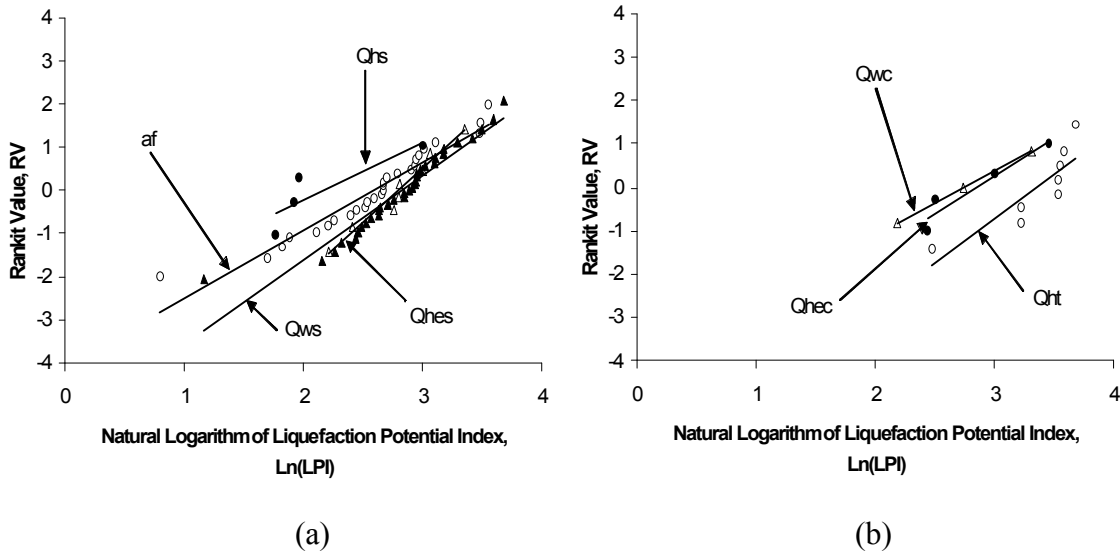 4
3
2
1
0
-1
-2
-3
-4
Rankit Value, RV
Qhs
af
Qws
Qhes
0 1 2 3 4
Natural Logarithm of Liquefaction Potential Index,
Ln(LPI)
(a)
4
3
2
1
0
-1
-2
-3
-4
Rankit Value, RV
Qwc
Qhec
Qht
0 1 2 3 4
Natural Logarithm of Liquefaction Potential Index,
Ln(LPI)
(b)